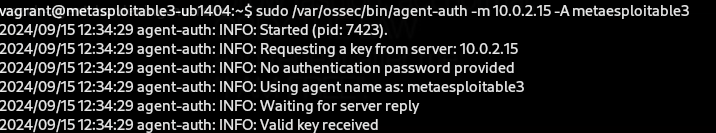 vagrant@metasploitable3-ub1404:~$ sudo /var/ossec/bin/agent-auth -m 10.0.2.15 -A metaesploitable3
2024/09/15 12:34:29 agent-auth: INFO: Started (pid: 7423).
2024/09/15 12:34:29 agent-auth: INFO: Requesting a key from server: 10.0.2.15
2024/09/15 12:34:29 agent-auth: INFO: No authentication password provided
2024/09/15 12:34:29 agent-auth: INFO: Using agent name as: metaesploitable3
2024/09/15 12:34:29 agent-auth: INFO: Waiting for server reply
2024/09/15 12:34:29 agent-auth: INFO: Valid key received